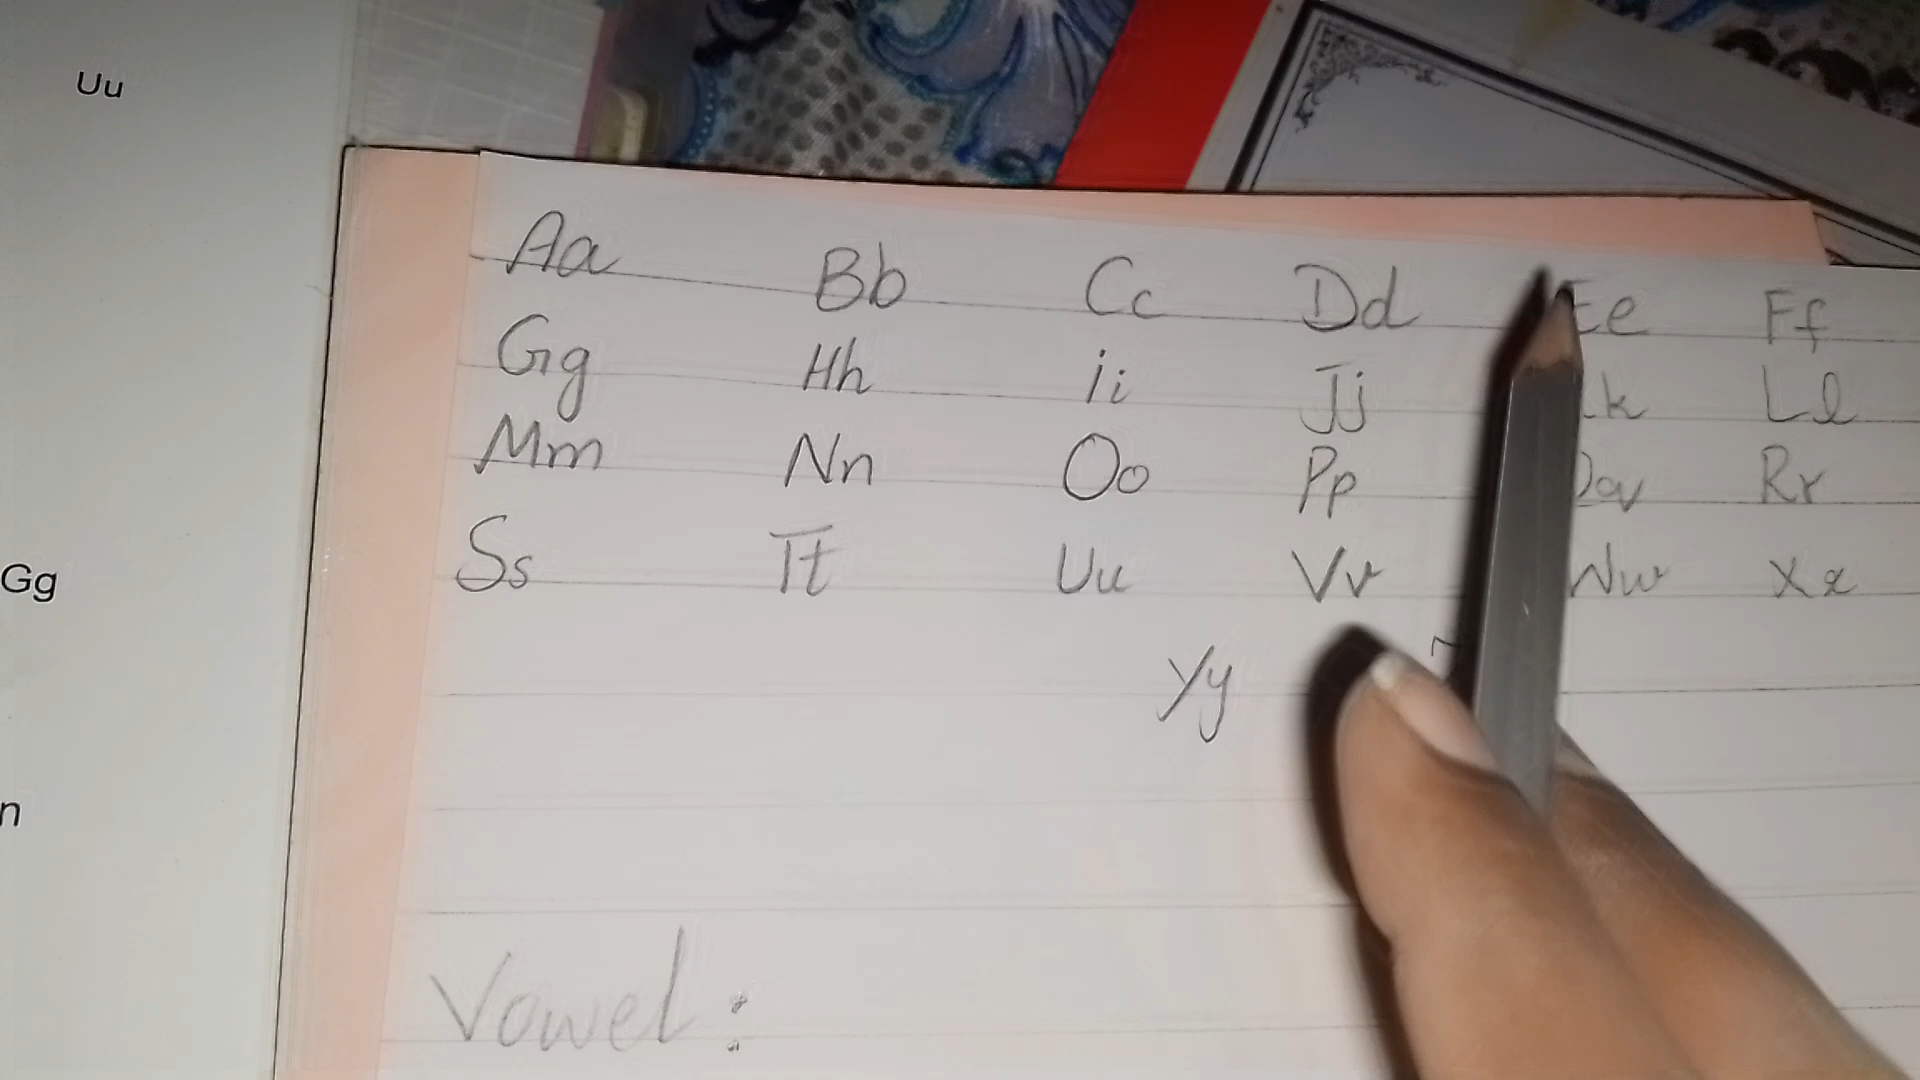 Uu
Aa Bb Cc Dd Ee Ff
Gg Hh ii Jj k Ll
Mm Nn Oo Pp Rr
Gg
Ss Tt Uu Vv Ww Xx
Yy
n
Vowel :